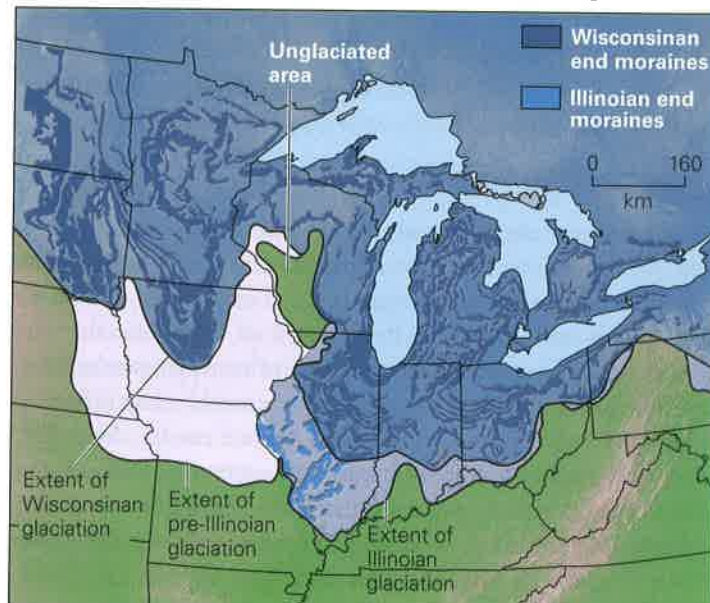 Unglaciated
area
Wisconsinan
end moraines
Illinoian end
moraines
0 160
km
Extent of
Wisconsinan
glaciation
Extent of
pre-Illinoian
glaciation
Extent of
Illinoian
glaciation